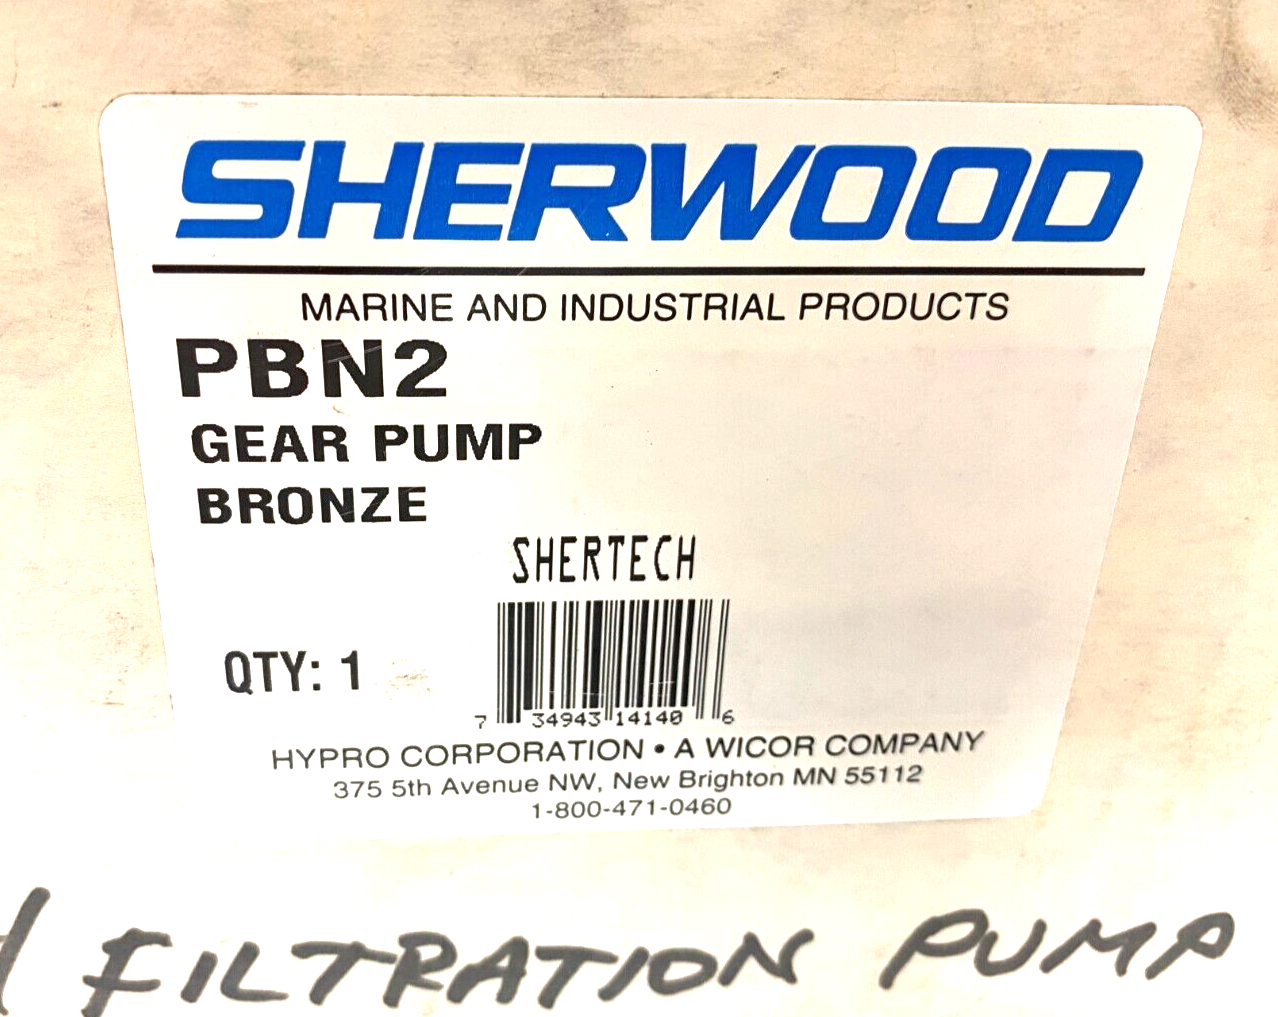 SHERWOOD
MARINE AND INDUSTRIAL PRODUCTS
PBN2
GEAR PUMP
BRONZE
SHERTECH
QTY: 1
7 34943 14140 6
HYPRO CORPORATION • A WICOR COMPANY
375 5th Avenue NW, New Brighton MN 55112
1-800-471-0460
FILTRATION PUMP